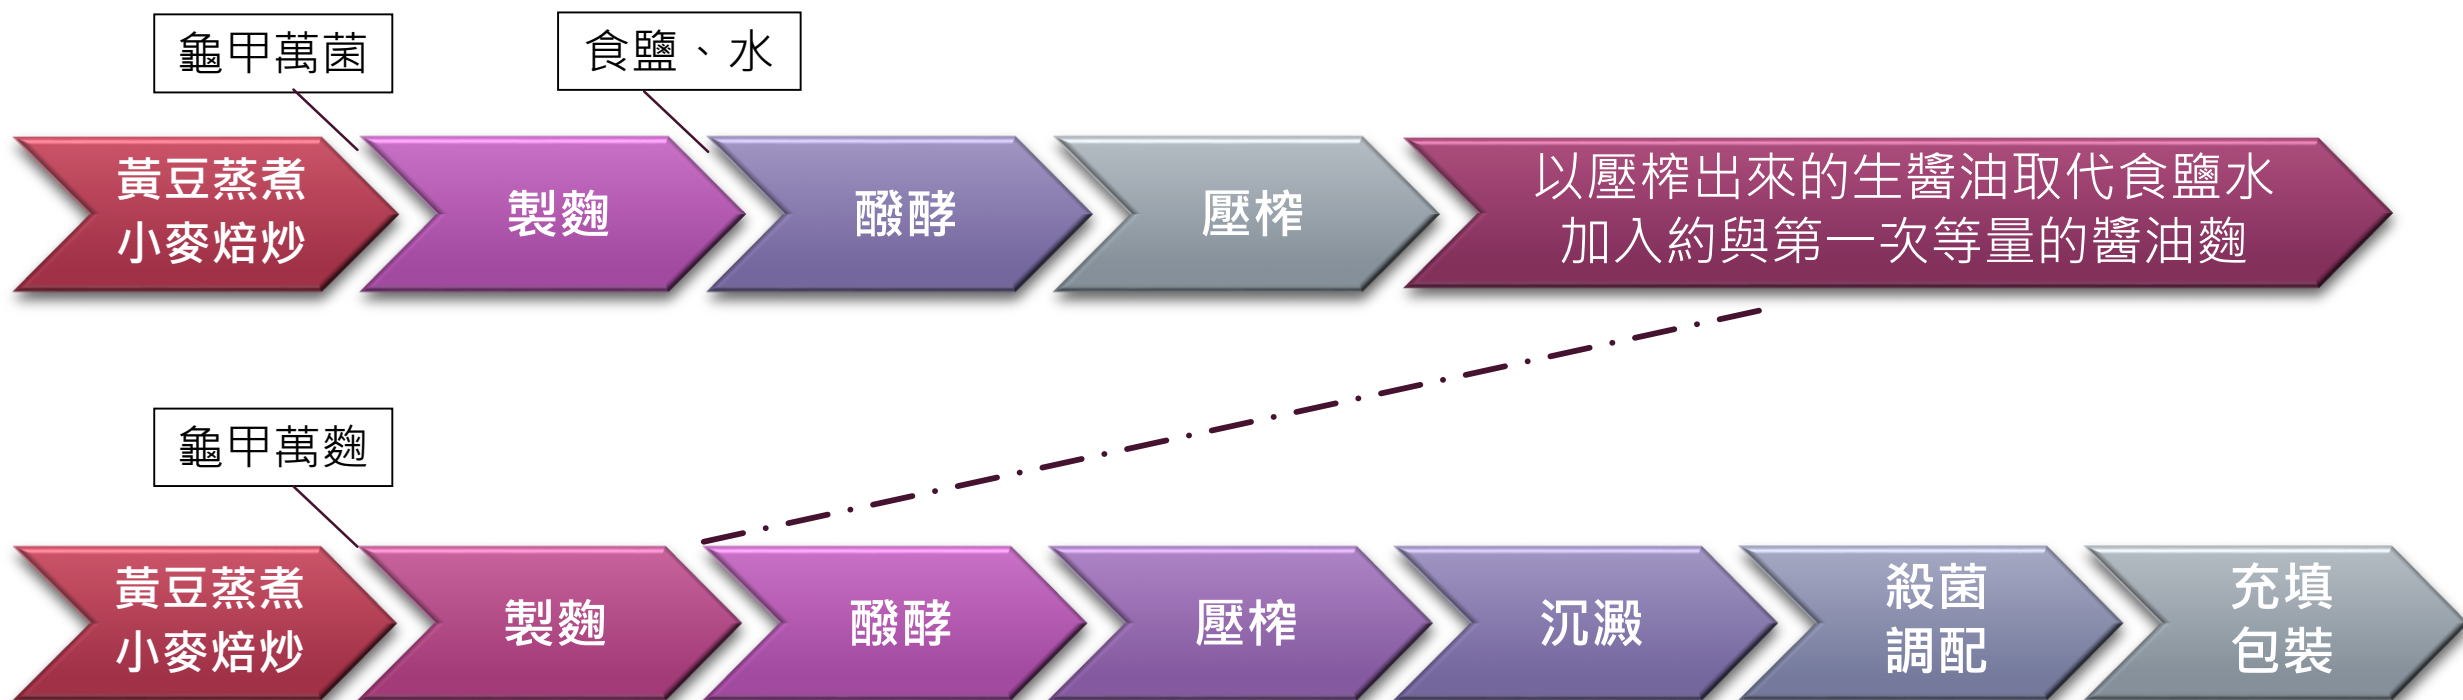 龜甲萬菌
食鹽、水
黃豆蒸煮
小麥焙炒
製麴
醱酵
壓榨
以壓榨出來的生醬油取代食鹽水
加入約與第一次等量的醬油麴
龜甲萬麴
黃豆蒸煮
小麥焙炒
製麴
醱酵
壓榨
沉澱
殺菌
調配
充填
包裝